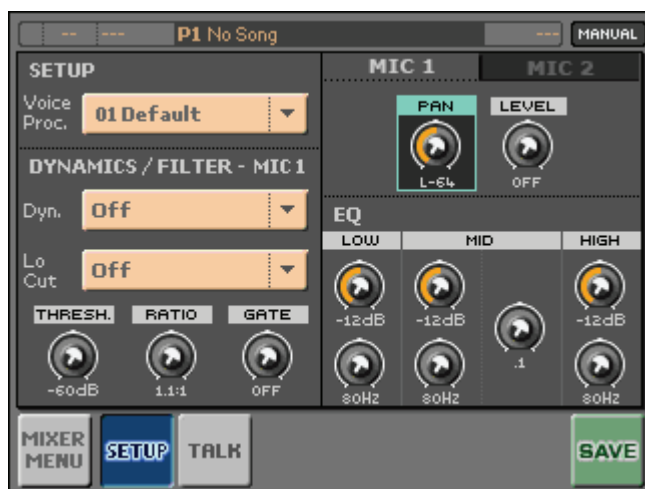 -- --- P1 No Song --- MANUAL
SETUP
Voice Proc. 01 Default
DYNAMICS / FILTER - MIC 1
Dyn. Off
Lo Cut Off
THRESH. RATIO GATE
-60dB 1.1:1 OFF
MIC 1 MIC 2
PAN LEVEL
L-64 OFF
EQ
LOW MID HIGH
-12dB -12dB -12dB
.1
80Hz 80Hz 80Hz
MIXER MENU SETUP TALK SAVE